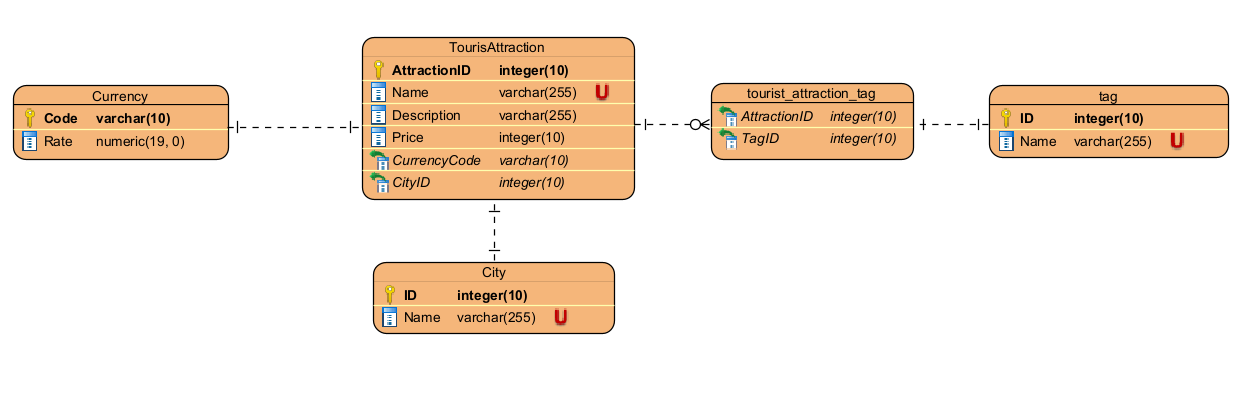 Currency
Code varchar(10)
Rate numeric(19, 0)
TourisAttraction
AttractionID integer(10)
Name varchar(255) U
Description varchar(255)
Price integer(10)
CurrencyCode varchar(10)
CityID integer(10)
tourist_attraction_tag
AttractionID integer(10)
TagID integer(10)
tag
ID integer(10)
Name varchar(255) U
City
ID integer(10)
Name varchar(255) U